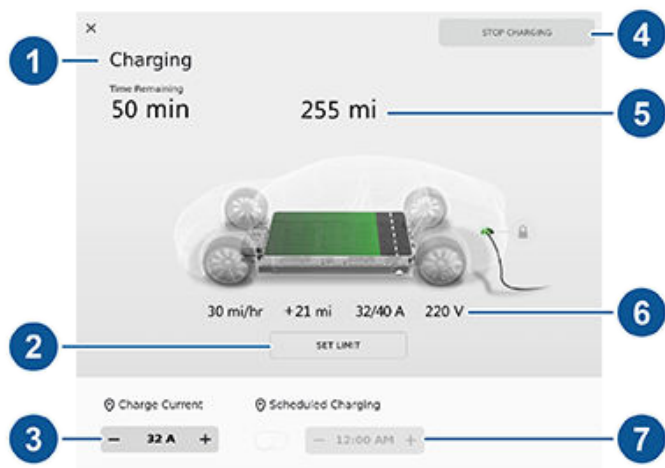 ×
STOP CHARGING
4
1
Charging
Time Remaining
50 min
255 mi
5
30 mi/hr +21 mi 32/40 A 220 V
6
2
SET LIMIT
Charge Current
Scheduled Charging
3
− 32 A +
− 12:00 AM +
7